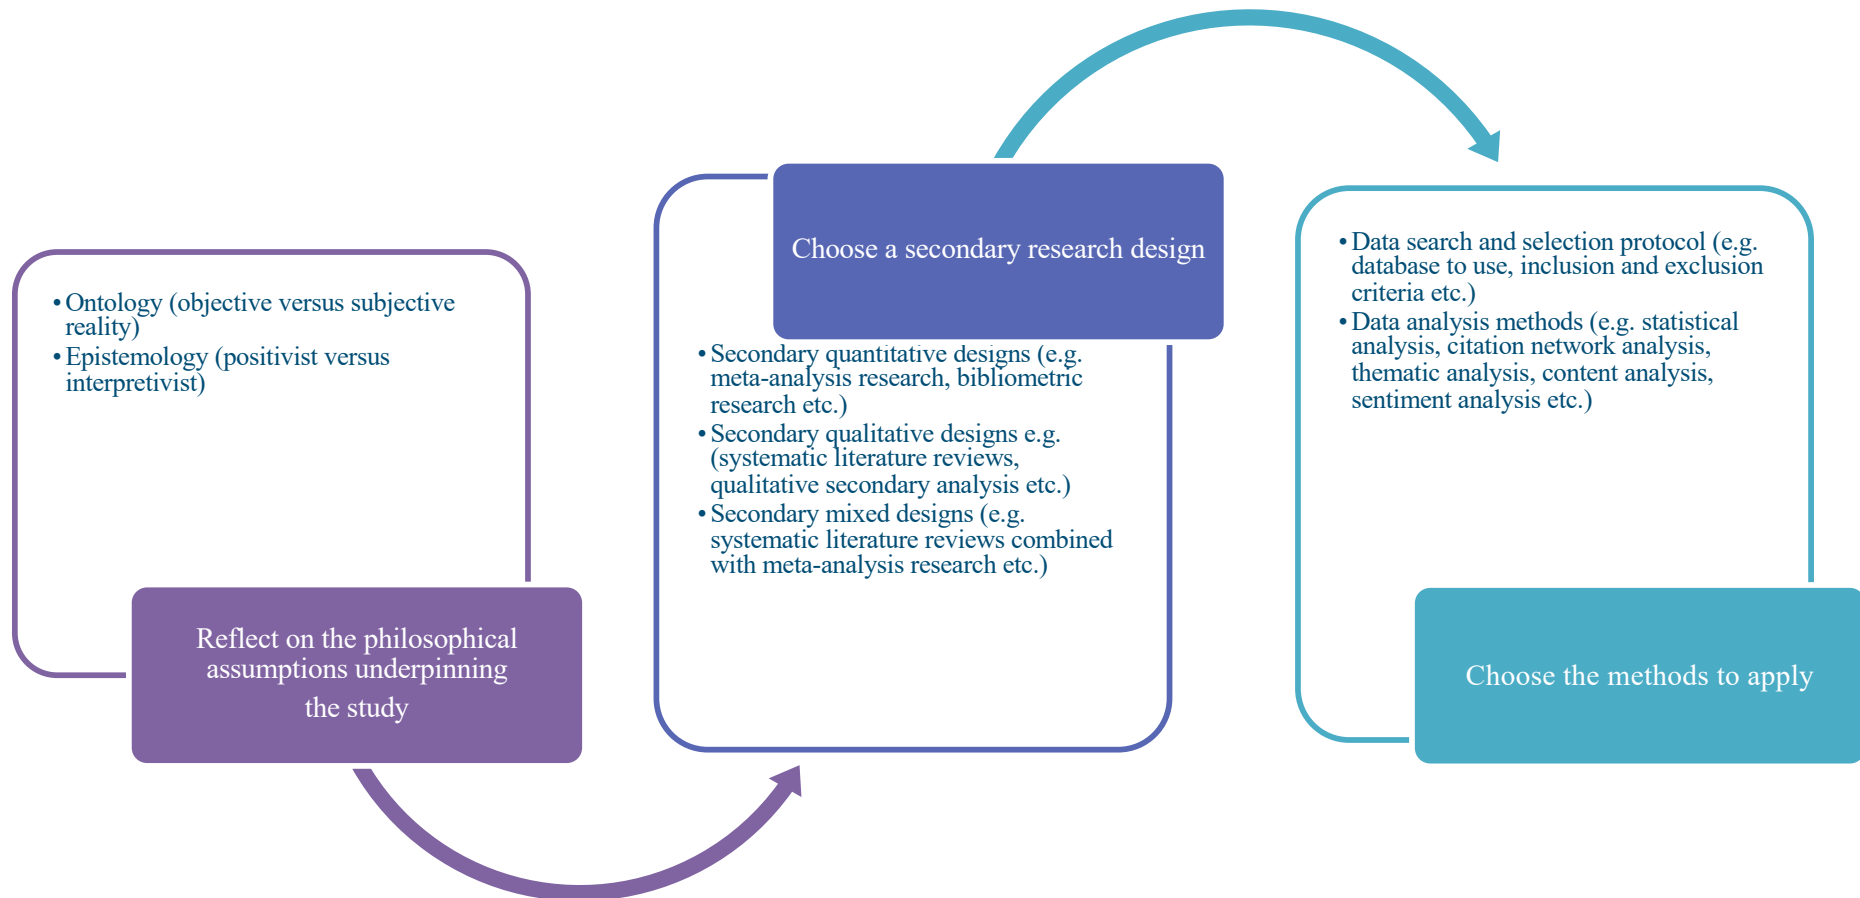 • Ontology (objective versus subjective
reality)
• Epistemology (positivist versus
interpretivist)
Reflect on the philosophical
assumptions underpinning
the study
Choose a secondary research design
• Secondary quantitative designs (e.g.
meta-analysis research, bibliometric
research etc.)
• Secondary qualitative designs e.g.
(systematic literature reviews,
qualitative secondary analysis etc.)
• Secondary mixed designs (e.g.
systematic literature reviews combined
with meta-analysis research etc.)
• Data search and selection protocol (e.g.
database to use, inclusion and exclusion
criteria etc.)
• Data analysis methods (e.g. statistical
analysis, citation network analysis,
thematic analysis, content analysis,
sentiment analysis etc.)
Choose the methods to apply